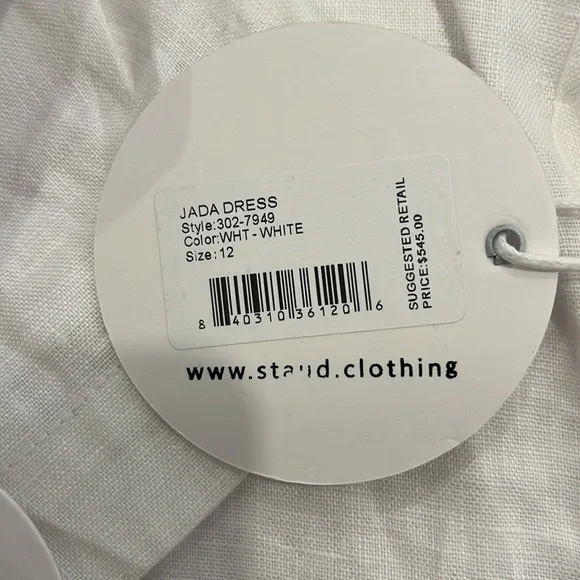 JADA DRESS
Style:302-7949
Color:WHT - WHITE
Size:12
8 40310 36120 6
SUGGESTED RETAIL
PRICE:$545.00
www.staud.clothing